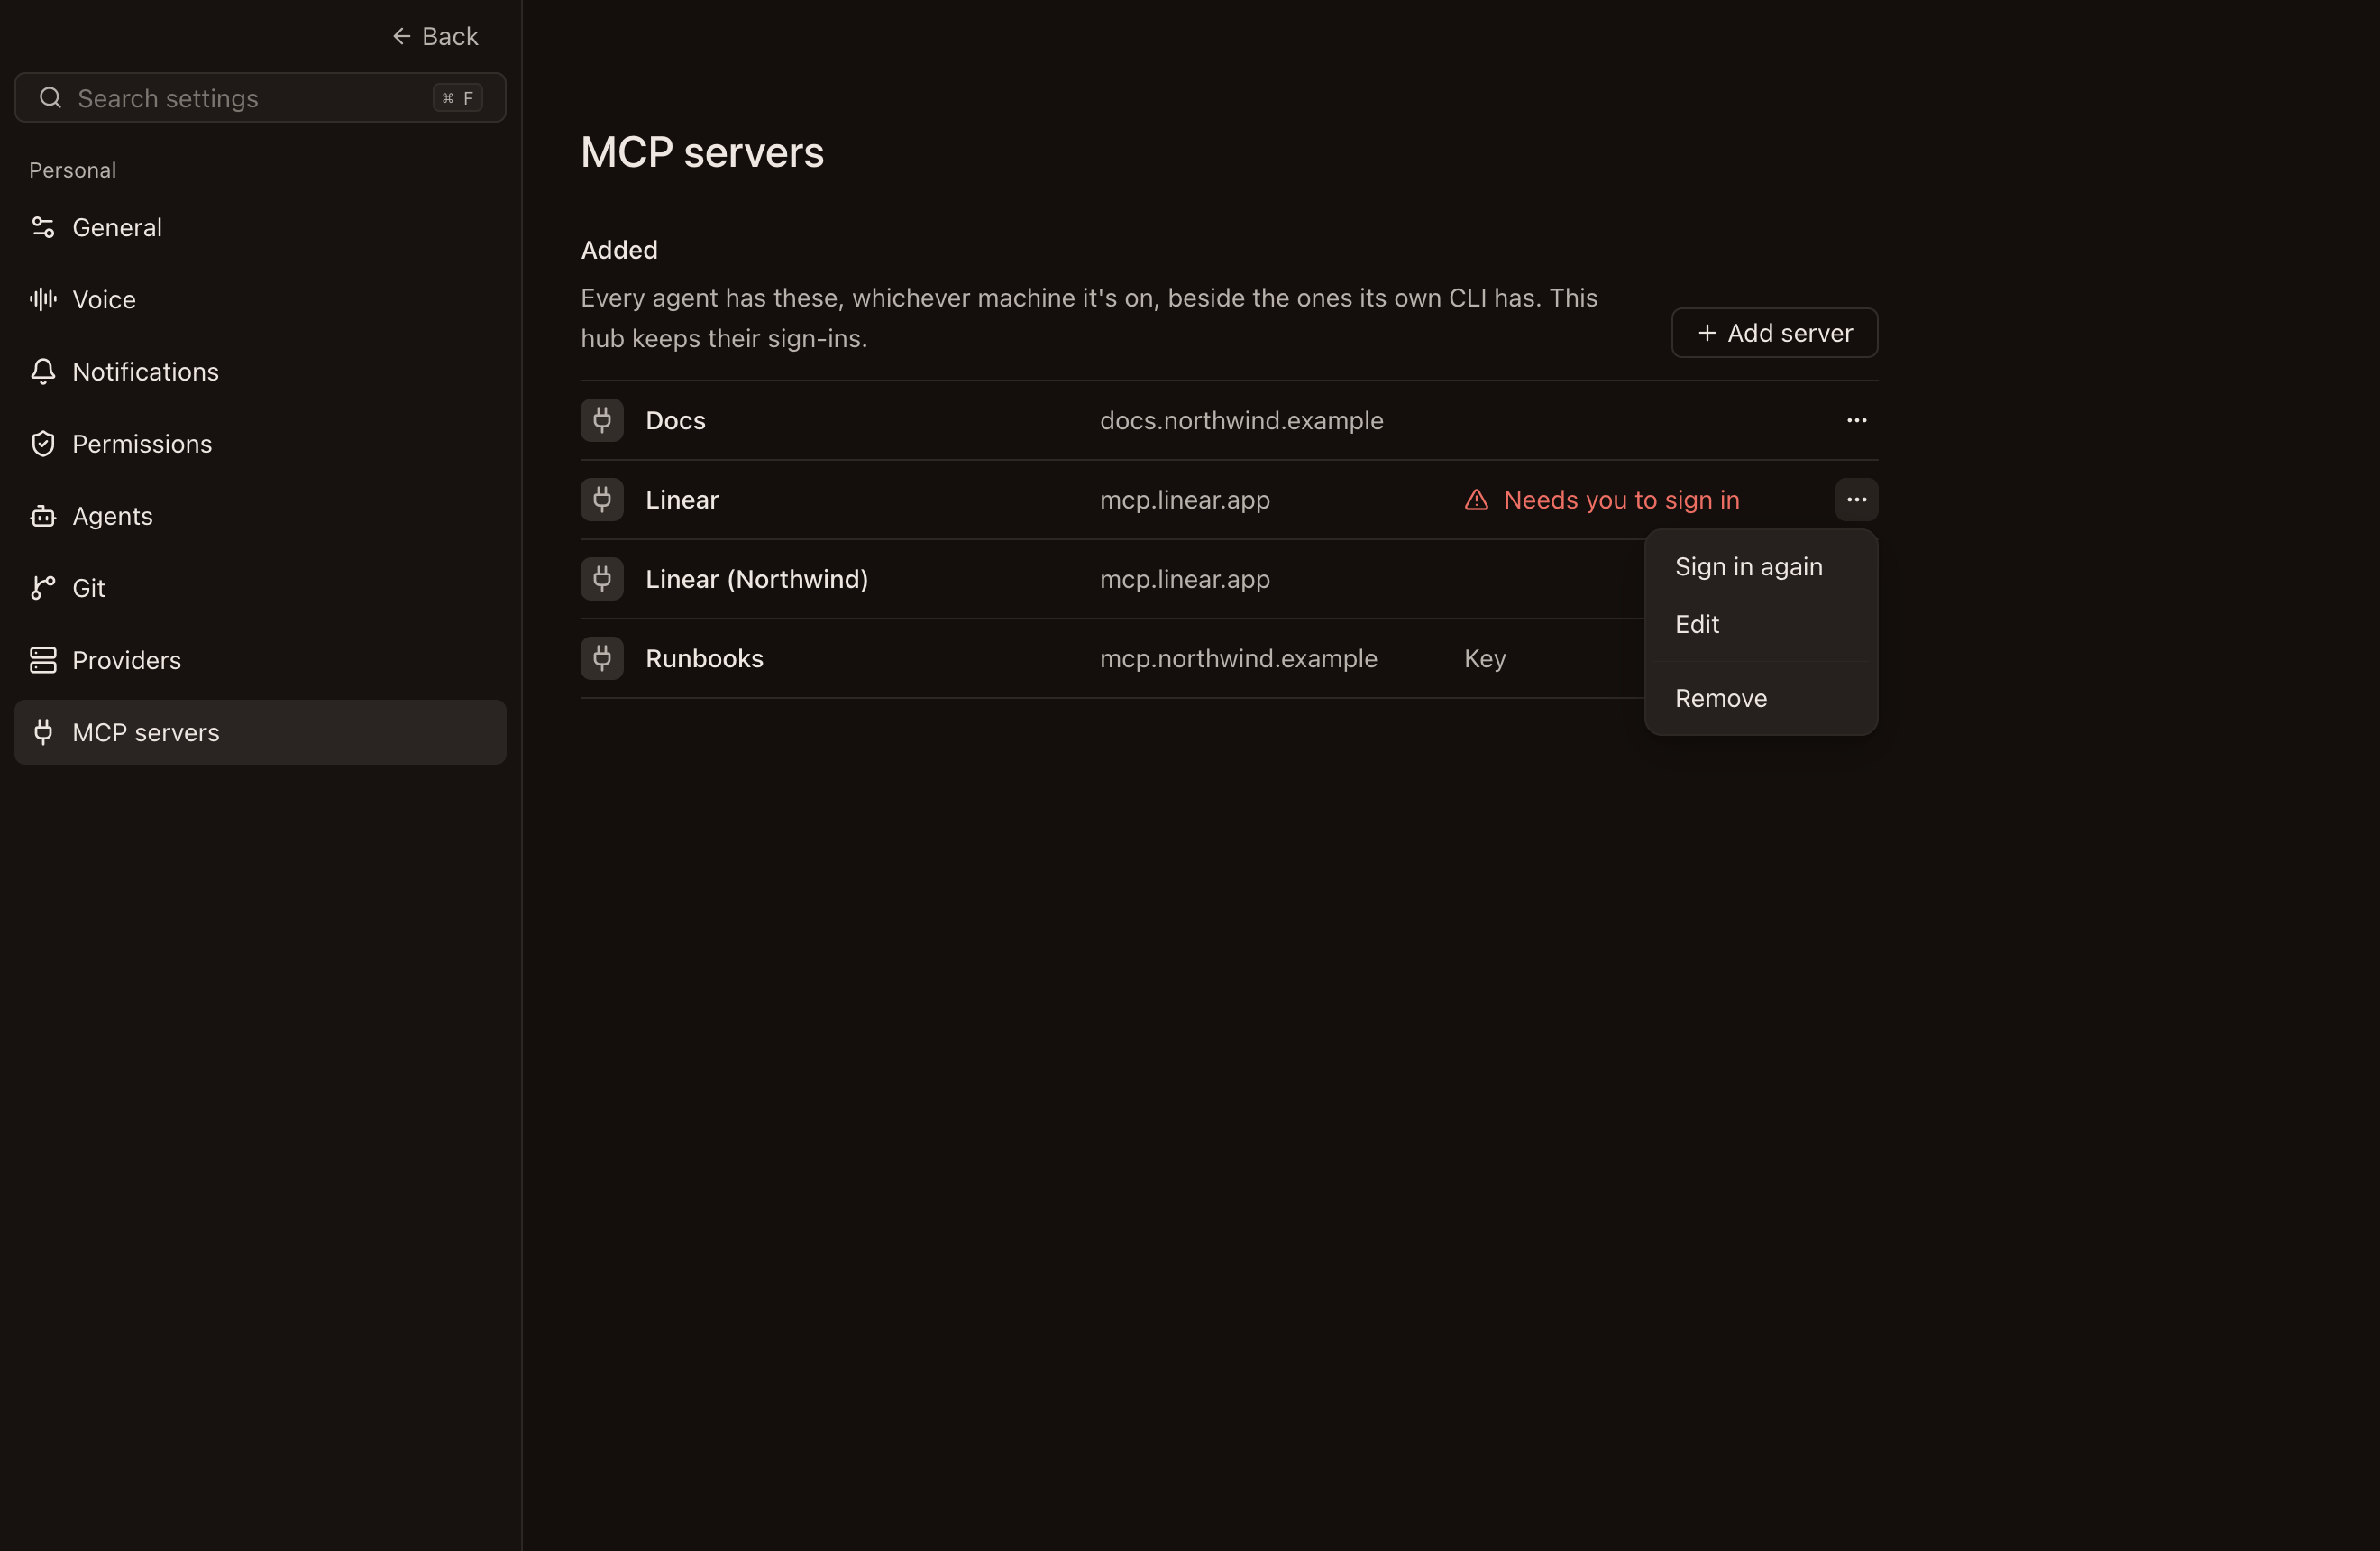 Back
Search settings
⌘ F
Personal
General
Voice
Notifications
Permissions
Agents
Git
Providers
MCP servers
MCP servers
Added
Every agent has these, whichever machine it's on, beside the ones its own CLI has. This
hub keeps their sign-ins.
Add server
Docs docs.northwind.example
Linear mcp.linear.app Needs you to sign in
Linear (Northwind) mcp.linear.app
Runbooks mcp.northwind.example Key
Sign in again
Edit
Remove